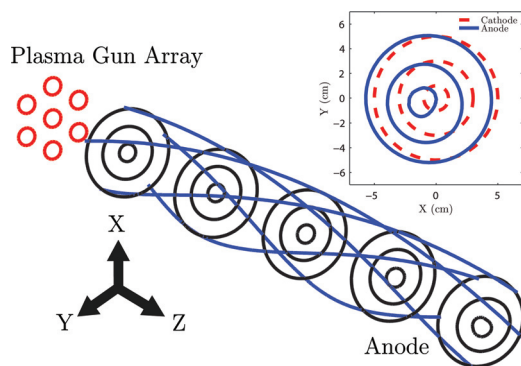 Plasma Gun Array
X
Y
Z
Anode
Cathode
Anode
6
4
2
0
−2
−4
−6
Y (cm)
−5
0
5
X (cm)